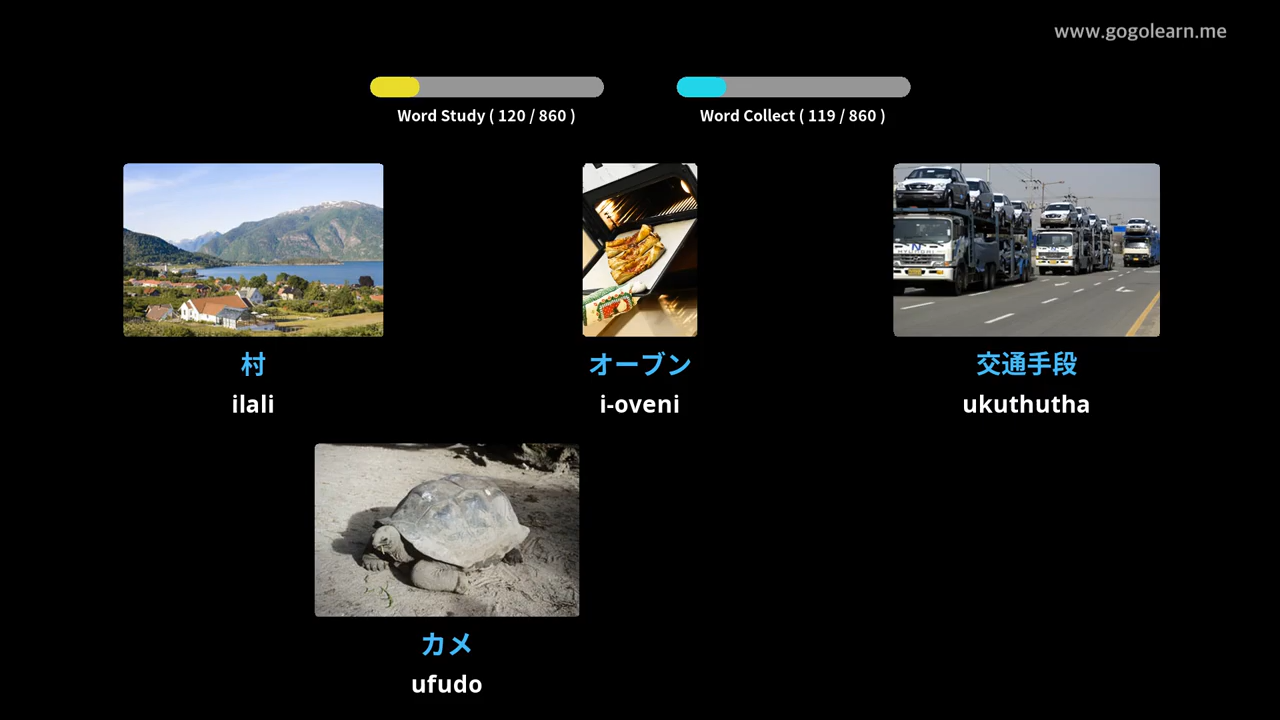 www.gogolearn.me
Word Study ( 120 / 860 )
Word Collect ( 119 / 860 )
村
オーブン
交通手段
ilali
i-oveni
ukuthutha
カメ
ufudo